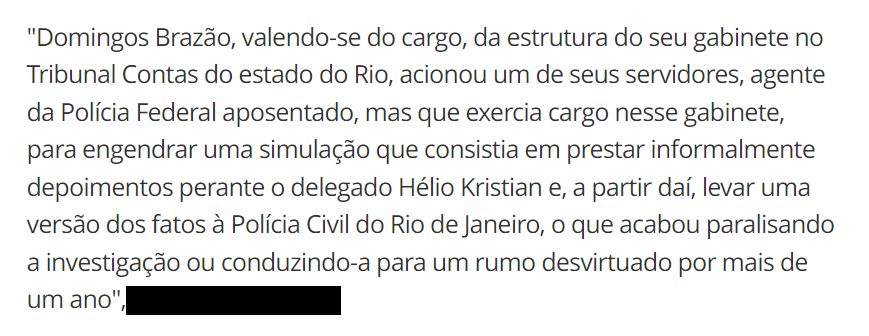 "Domingos Brazão, valendo-se do cargo, da estrutura do seu gabinete no
Tribunal Contas do estado do Rio, acionou um de seus servidores, agente
da Polícia Federal aposentado, mas que exercia cargo nesse gabinete,
para engendrar uma simulação que consistia em prestar informalmente
depoimentos perante o delegado Hélio Kristian e, a partir daí, levar uma
versão dos fatos à Polícia Civil do Rio de Janeiro, o que acabou paralisando
a investigação ou conduzindo-a para um rumo desvirtuado por mais de
um ano",